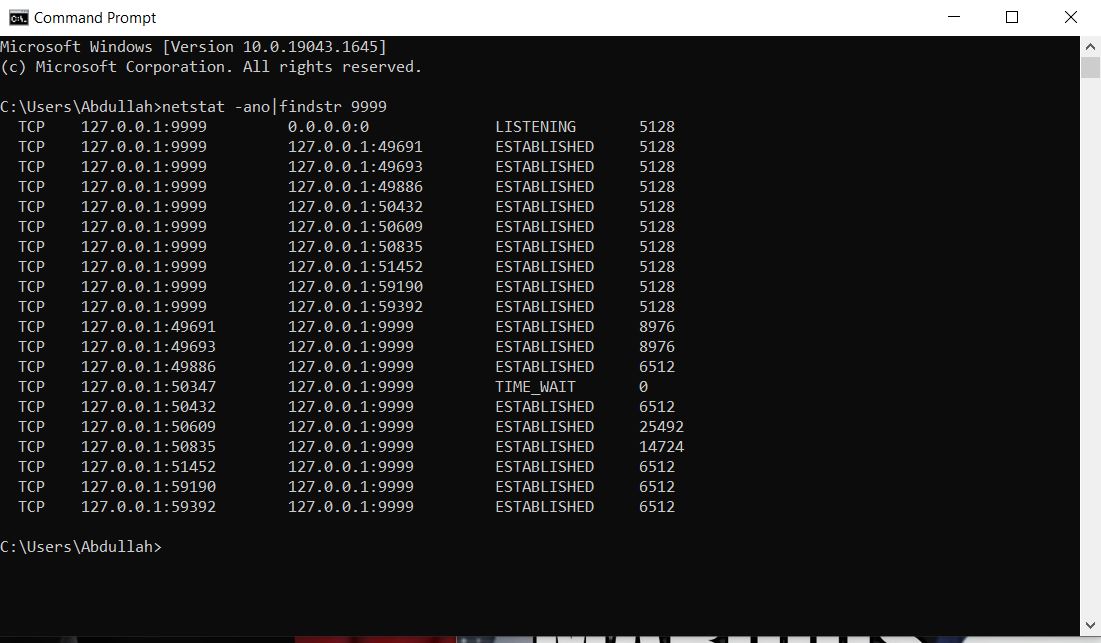 Command Prompt
Microsoft Windows [Version 10.0.19043.1645]
(c) Microsoft Corporation. All rights reserved.
C:\Users\Abdullah>netstat -ano|findstr 9999
TCP 127.0.0.1:9999 0.0.0.0:0 LISTENING 5128
TCP 127.0.0.1:9999 127.0.0.1:49691 ESTABLISHED 5128
TCP 127.0.0.1:9999 127.0.0.1:49693 ESTABLISHED 5128
TCP 127.0.0.1:9999 127.0.0.1:49886 ESTABLISHED 5128
TCP 127.0.0.1:9999 127.0.0.1:50432 ESTABLISHED 5128
TCP 127.0.0.1:9999 127.0.0.1:50609 ESTABLISHED 5128
TCP 127.0.0.1:9999 127.0.0.1:50835 ESTABLISHED 5128
TCP 127.0.0.1:9999 127.0.0.1:51452 ESTABLISHED 5128
TCP 127.0.0.1:9999 127.0.0.1:59190 ESTABLISHED 5128
TCP 127.0.0.1:9999 127.0.0.1:59392 ESTABLISHED 5128
TCP 127.0.0.1:49691 127.0.0.1:9999 ESTABLISHED 8976
TCP 127.0.0.1:49693 127.0.0.1:9999 ESTABLISHED 8976
TCP 127.0.0.1:49886 127.0.0.1:9999 ESTABLISHED 6512
TCP 127.0.0.1:50347 127.0.0.1:9999 TIME_WAIT 0
TCP 127.0.0.1:50432 127.0.0.1:9999 ESTABLISHED 6512
TCP 127.0.0.1:50609 127.0.0.1:9999 ESTABLISHED 25492
TCP 127.0.0.1:50835 127.0.0.1:9999 ESTABLISHED 14724
TCP 127.0.0.1:51452 127.0.0.1:9999 ESTABLISHED 6512
TCP 127.0.0.1:59190 127.0.0.1:9999 ESTABLISHED 6512
TCP 127.0.0.1:59392 127.0.0.1:9999 ESTABLISHED 6512
C:\Users\Abdullah>